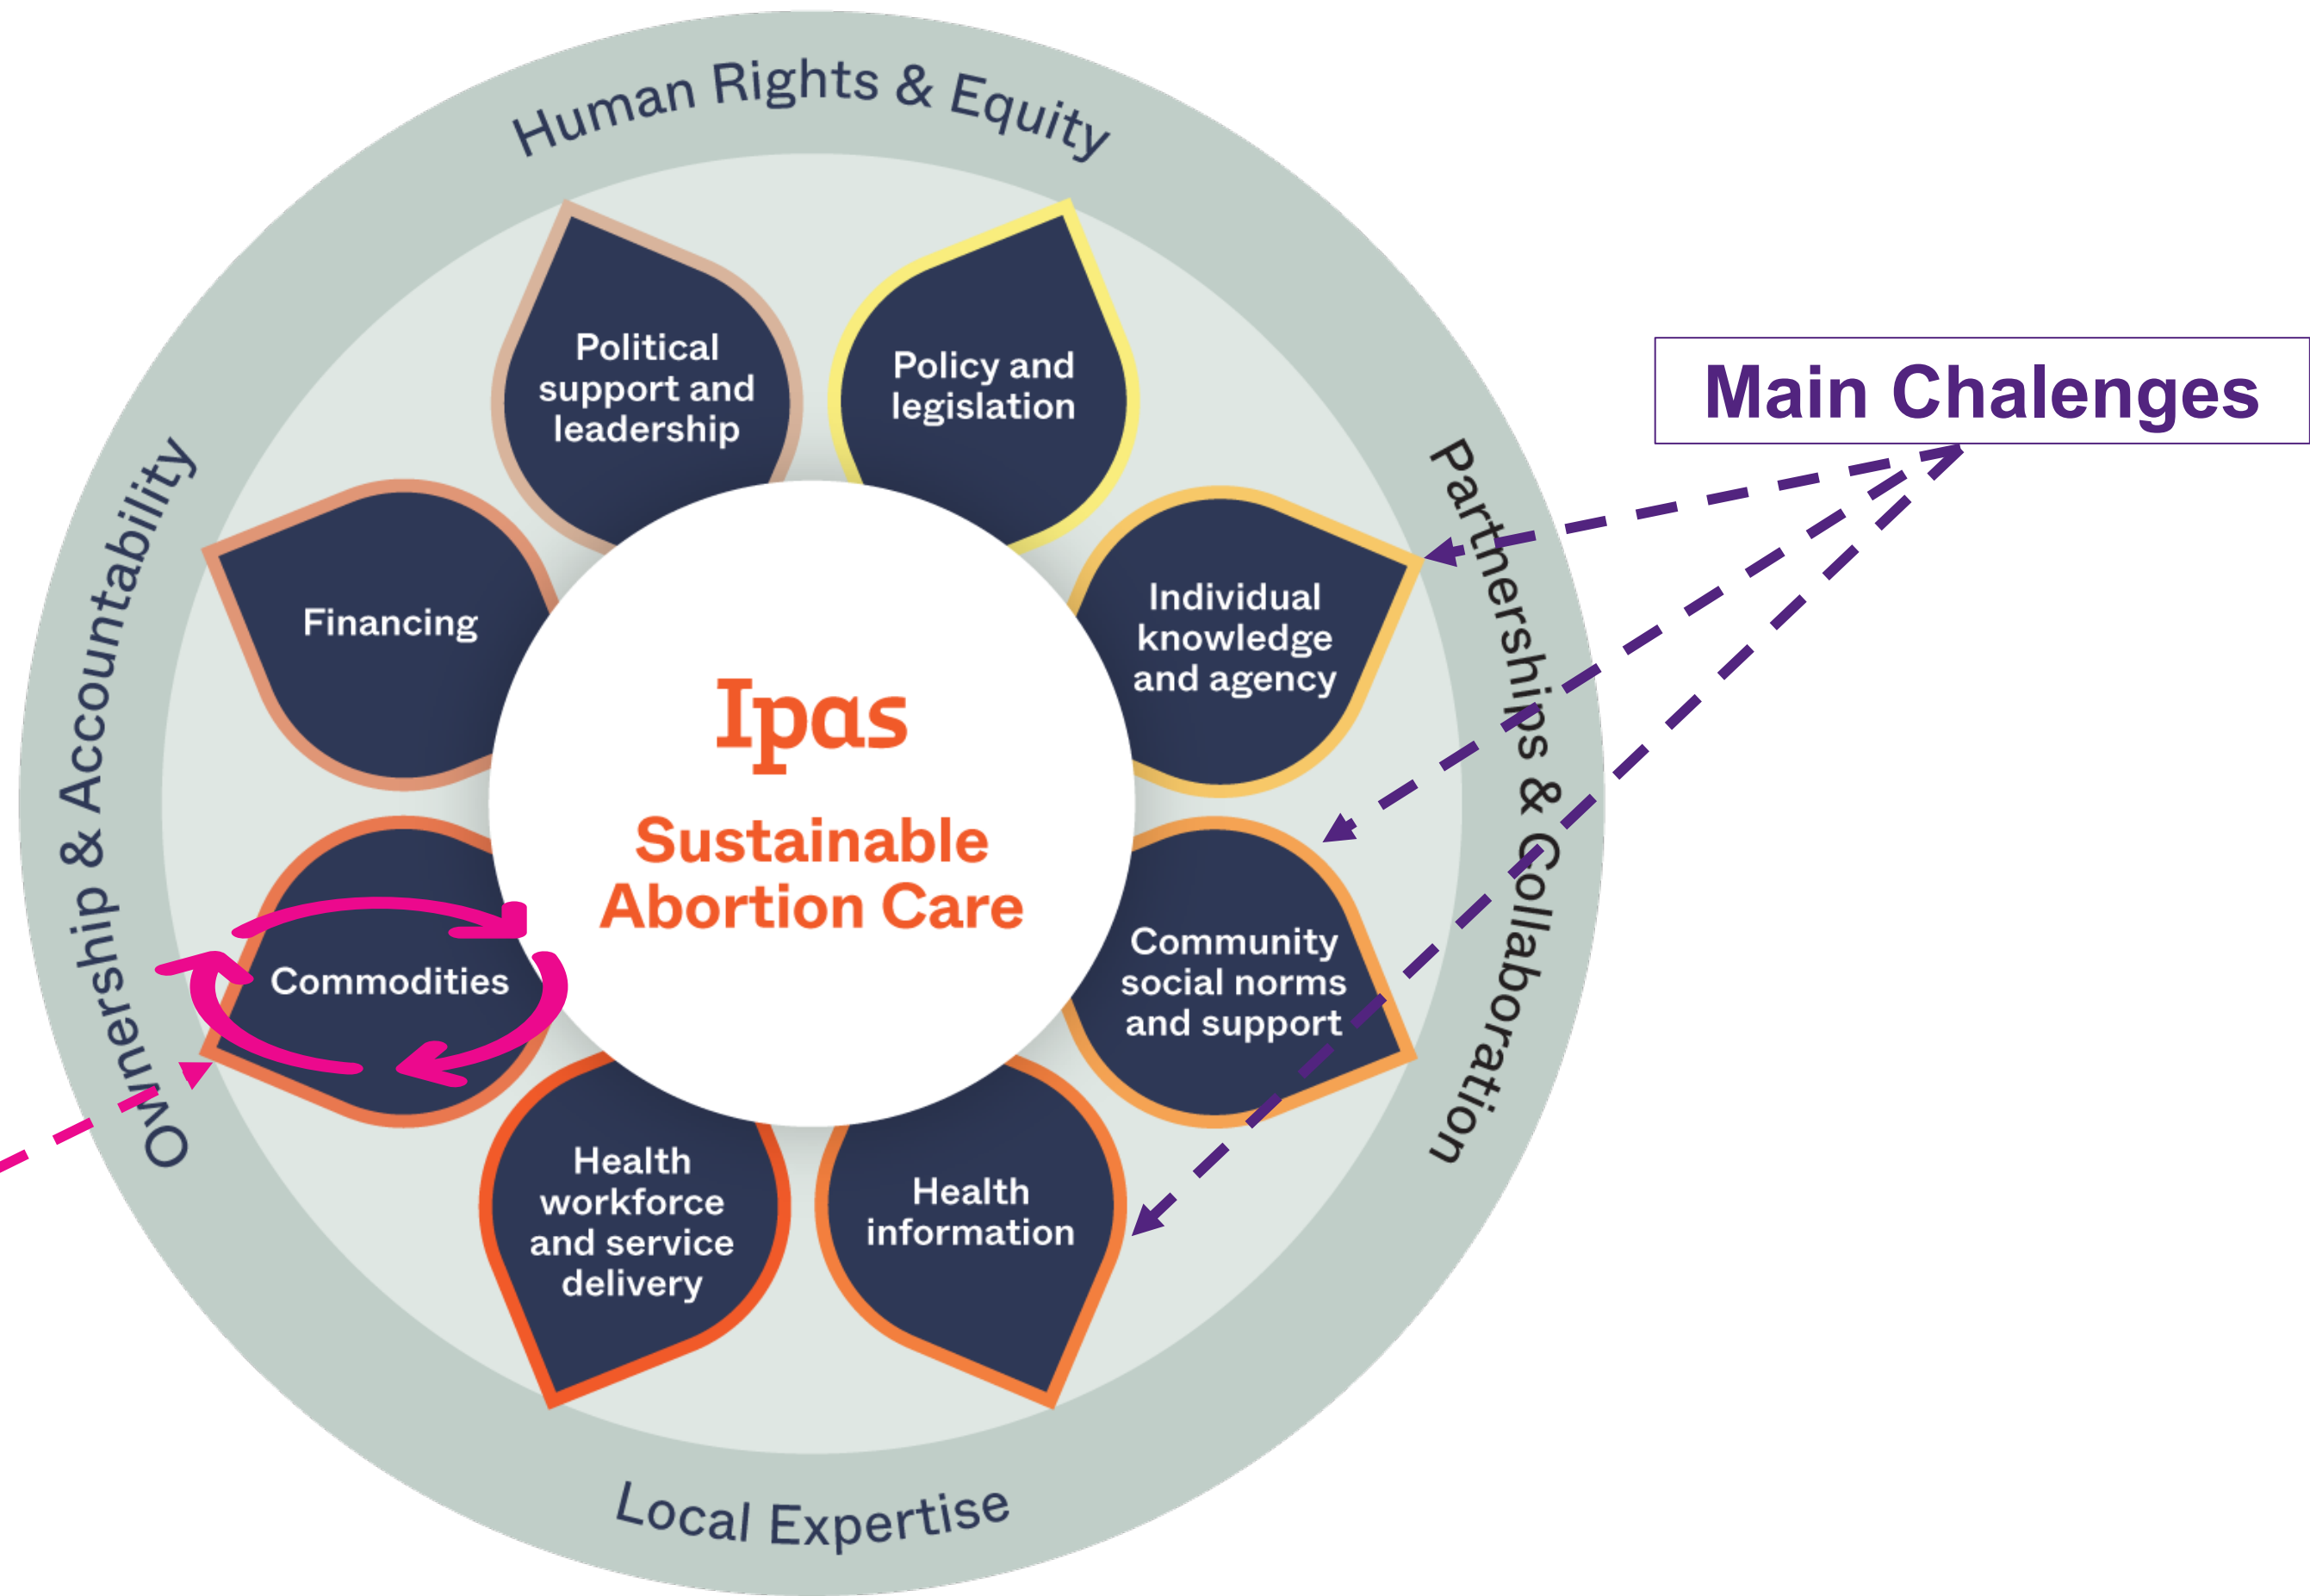 Human Rights & Equity
Political
support and
leadership
Policy and
legislation
Main Chalenges
Financing
Individual
knowledge
and agency
Ownership & Accountability
Partnerships & Collaboration
Ipas
Sustainable
Abortion Care
Commodities
Community
social norms
and support
Health
workforce
and service
delivery
Health
information
Local Expertise